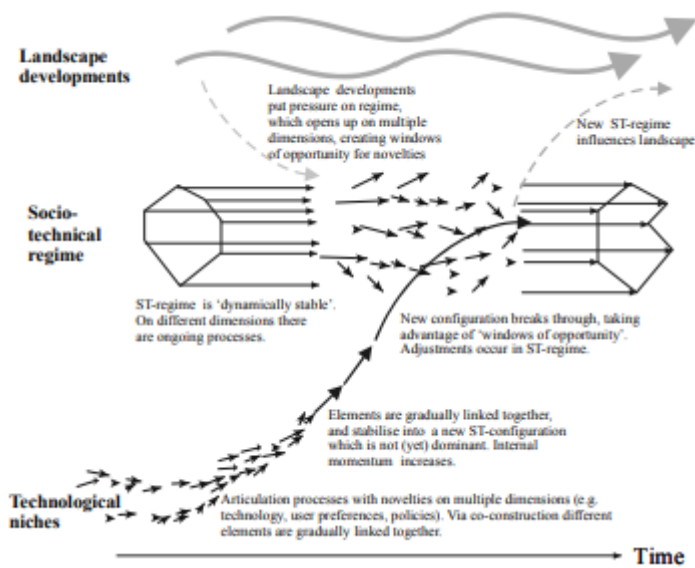 Landscape
developments
Landscape developments
put pressure on regime,
which opens up on multiple
dimensions, creating windows
of opportunity for novelties
New ST-regime
influences landscape
Socio-
technical
regime
ST-regime is ‘dynamically stable’.
On different dimensions there
are ongoing processes.
New configuration breaks through, taking
advantage of ‘windows of opportunity’.
Adjustments occur in ST-regime.
Elements are gradually linked together,
and stabilise into a new ST-configuration
which is not (yet) dominant. Internal
momentum increases.
Technological
niches
Articulation processes with novelties on multiple dimensions (e.g.
technology, user preferences, policies). Via co-construction different
elements are gradually linked together.
Time